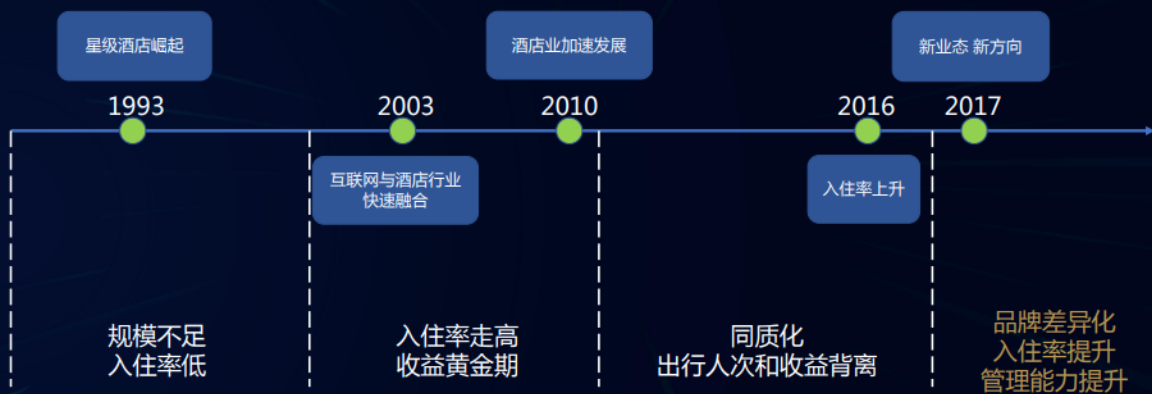 星级酒店崛起
酒店业加速发展
新业态 新方向
1993
2003
2010
2016
2017
互联网与酒店行业
快速融合
入住率上升
规模不足
入住率低
入住率走高
收益黄金期
同质化
出行人次和收益背离
品牌差异化
入住率提升
管理能力提升